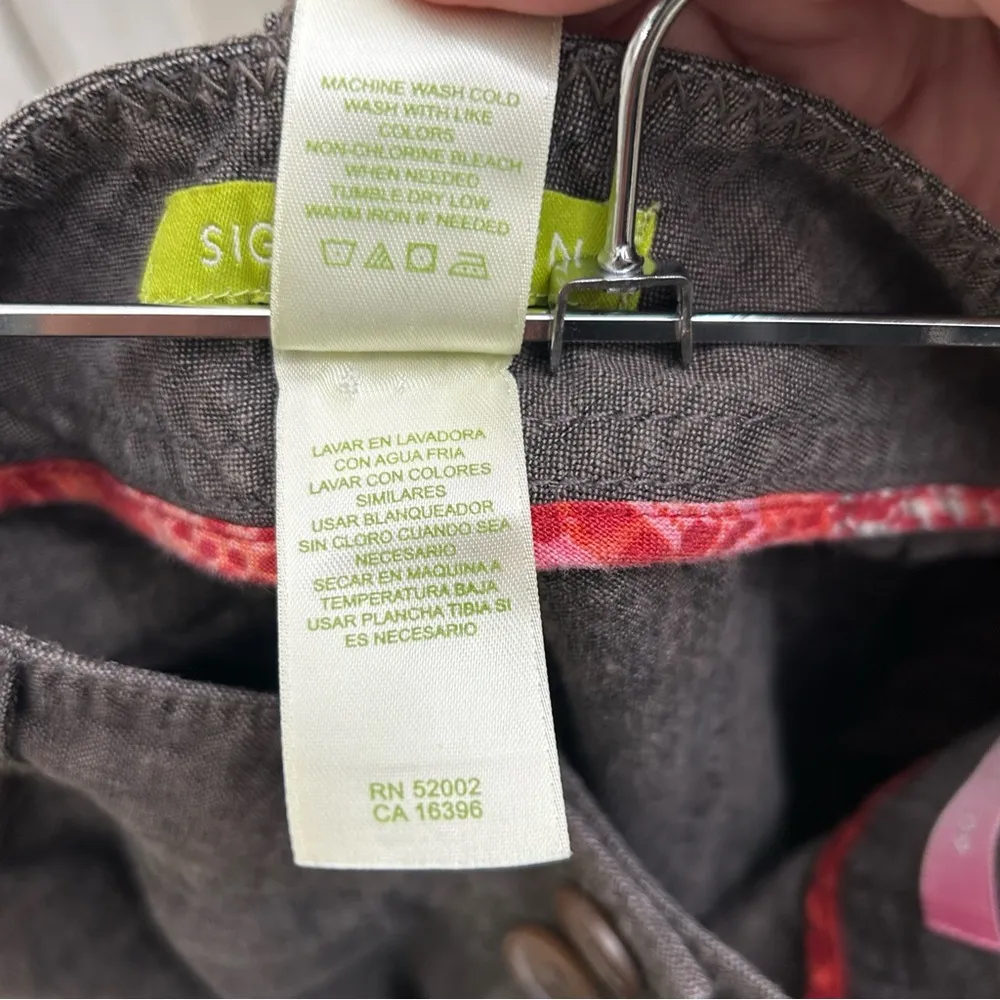 MACHINE WASH COLD
WASH WITH LIKE
COLORS
NON-CHLORINE BLEACH
WHEN NEEDED
TUMBLE DRY LOW
WARM IRON IF NEEDED
SIG N
LAVAR EN LAVADORA
CON AGUA FRIA
LAVAR CON COLORES
SIMILARES
USAR BLANQUEADOR
SIN CLORO CUANDO SEA
NECESARIO
SECAR EN MAQUINA A
TEMPERATURA BAJA
USAR PLANCHA TIBIA SI
ES NECESARIO
RN 52002
CA 16396